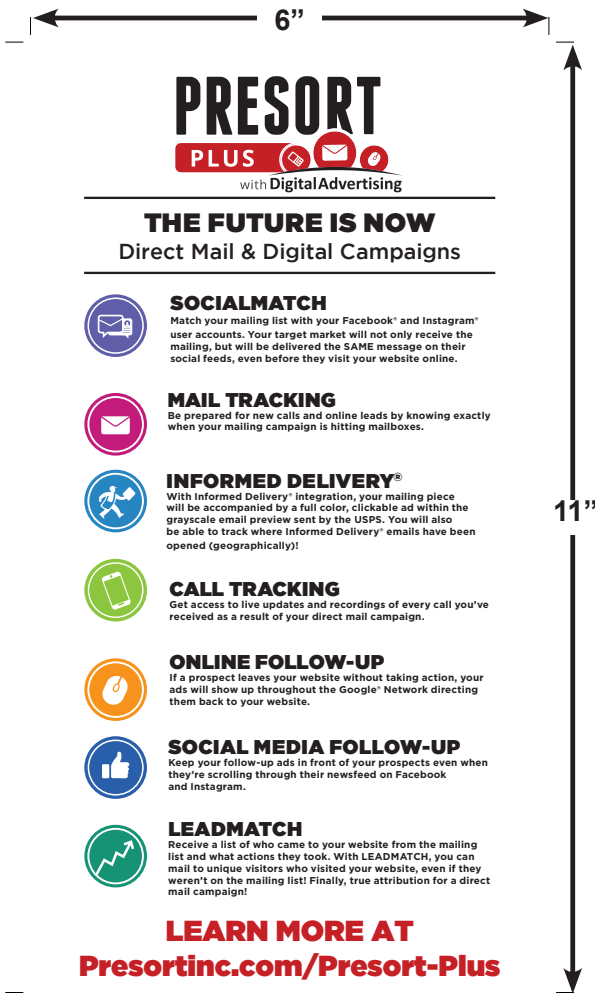 6”
PRESORT
PLUS
with DigitalAdvertising
THE FUTURE IS NOW
Direct Mail & Digital Campaigns
SOCIALMATCH
Match your mailing list with your Facebook® and Instagram®
user accounts. Your target market will not only receive the
mailing, but will be delivered the SAME message on their
social feeds, even before they visit your website online.
MAIL TRACKING
Be prepared for new calls and online leads by knowing exactly
when your mailing campaign is hitting mailboxes.
INFORMED DELIVERY®
With Informed Delivery® integration, your mailing piece
will be accompanied by a full color, clickable ad within the
grayscale email preview sent by the USPS. You will also
be able to track where Informed Delivery® emails have been
opened (geographically)!
11”
CALL TRACKING
Get access to live updates and recordings of every call you’ve
received as a result of your direct mail campaign.
ONLINE FOLLOW-UP
If a prospect leaves your website without taking action, your
ads will show up throughout the Google® Network directing
them back to your website.
SOCIAL MEDIA FOLLOW-UP
Keep your follow-up ads in front of your prospects even when
they’re scrolling through their newsfeed on Facebook
and Instagram.
LEADMATCH
Receive a list of who came to your website from the mailing
list and what actions they took. With LEADMATCH, you can
mail to unique visitors who visited your website, even if they
weren’t on the mailing list! Finally, true attribution for a direct
mail campaign!
LEARN MORE AT
Presortinc.com/Presort-Plus